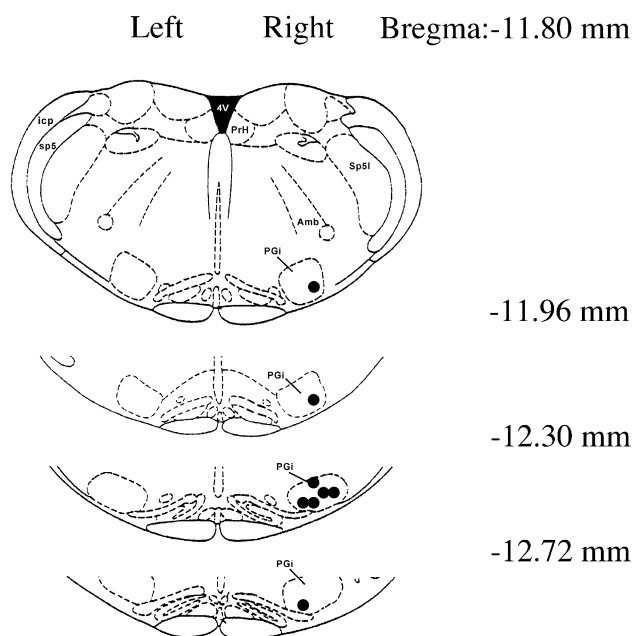 Left Right Bregma:-11.80 mm
4V
icp
PrH
sp5
Sp5I
Amb
PGi
-11.96 mm
PGi
-12.30 mm
PGi
-12.72 mm
PGi